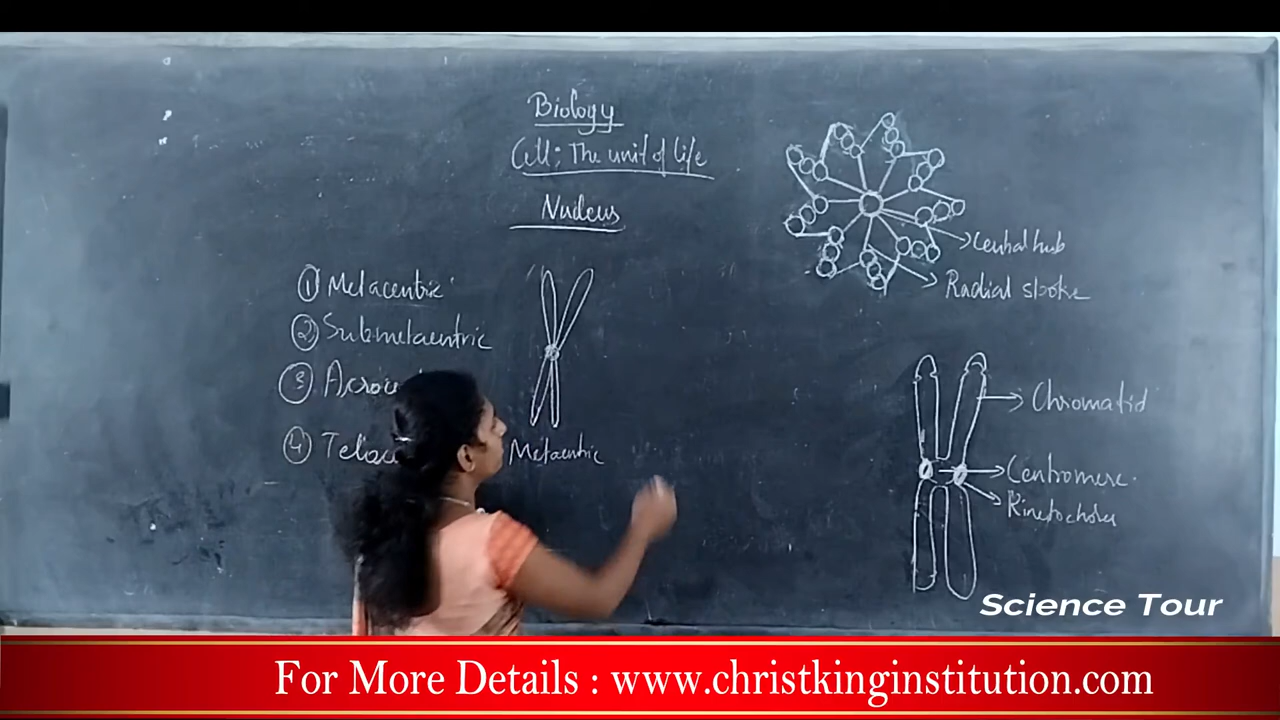 Biology
Cell; The unit of life
Nucleus
① Metacentric
② Submetacentric
③
④
Metacentric
Central hub
Radial spoke
Chromatid
Centromere
Kinetochores
Science Tour
For More Details : www.christkinginstitution.com